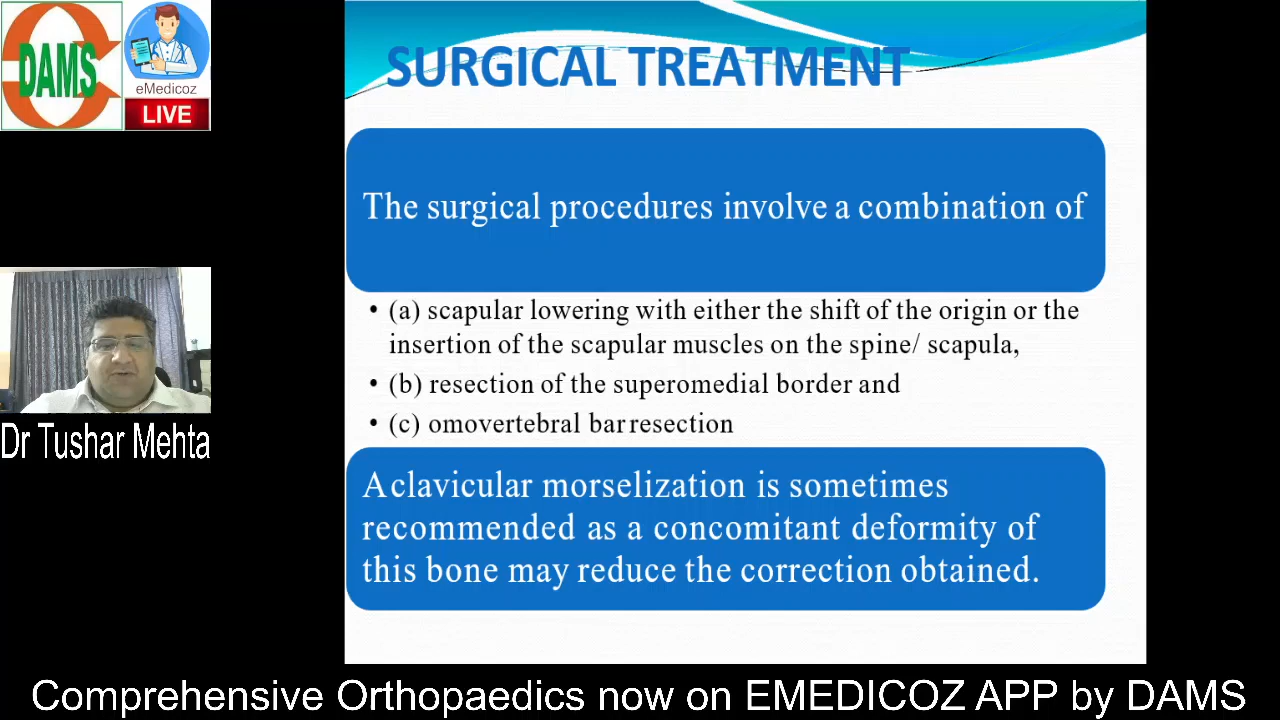 DAMS
eMedicoz
LIVE
SURGICAL TREATMENT
The surgical procedures involve a combination of
• (a) scapular lowering with either the shift of the origin or the
insertion of the scapular muscles on the spine/ scapula,
• (b) resection of the superomedial border and
• (c) omovertebral bar resection
A clavicular morselization is sometimes
recommended as a concomitant deformity of
this bone may reduce the correction obtained.
Dr Tushar Mehta
Comprehensive Orthopaedics now on EMEDICOZ APP by DAMS